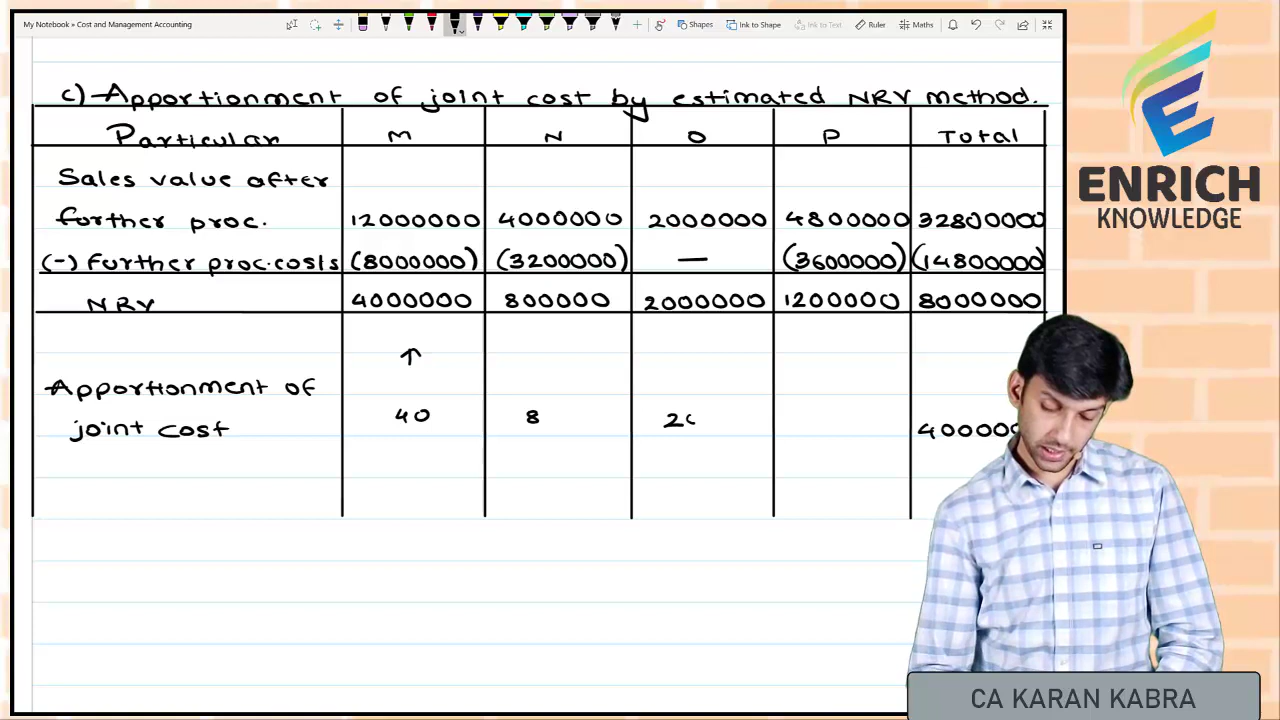 My Notebook » Cost and Management Accounting
Shapes Ink to Shape Ink to Text Ruler Maths
c) Apportionment of joint cost by estimated NRV method.
Particular M N O P Total
Sales value after
further proc. 12000000 4000000 2000000 4800000 32800000
(-) Further proc.costs (8000000) (3200000) — (3600000) (14800000)
NRV 4000000 800000 2000000 1200000 8000000
↑
Apportionment of
joint cost 40 8 400000
ENRICH
KNOWLEDGE
CA KARAN KABRA